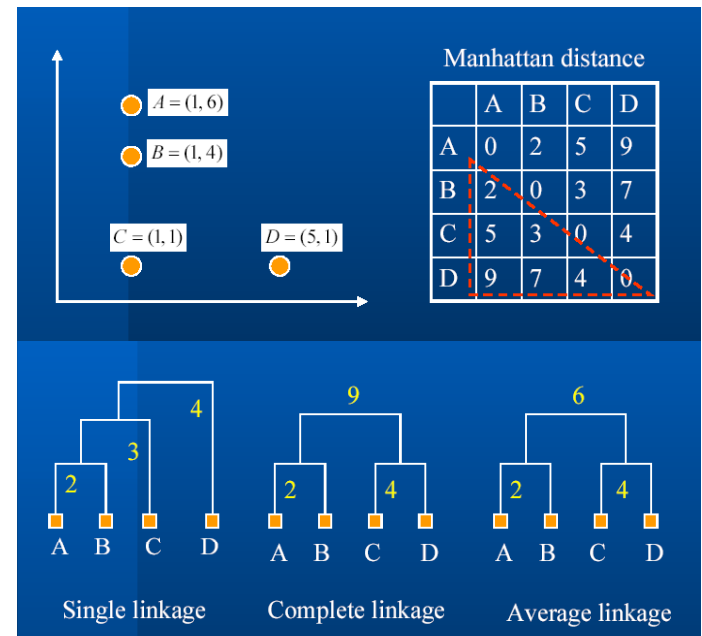 A = (1, 6)
B = (1, 4)
C = (1, 1)
D = (5, 1)
Manhattan distance
A B C D
A 0 2 5 9
B 2 0 3 7
C 5 3 0 4
D 9 7 4 0
4
3
2
A B C D
Single linkage
9
2 4
A B C D
Complete linkage
6
2 4
A B C D
Average linkage